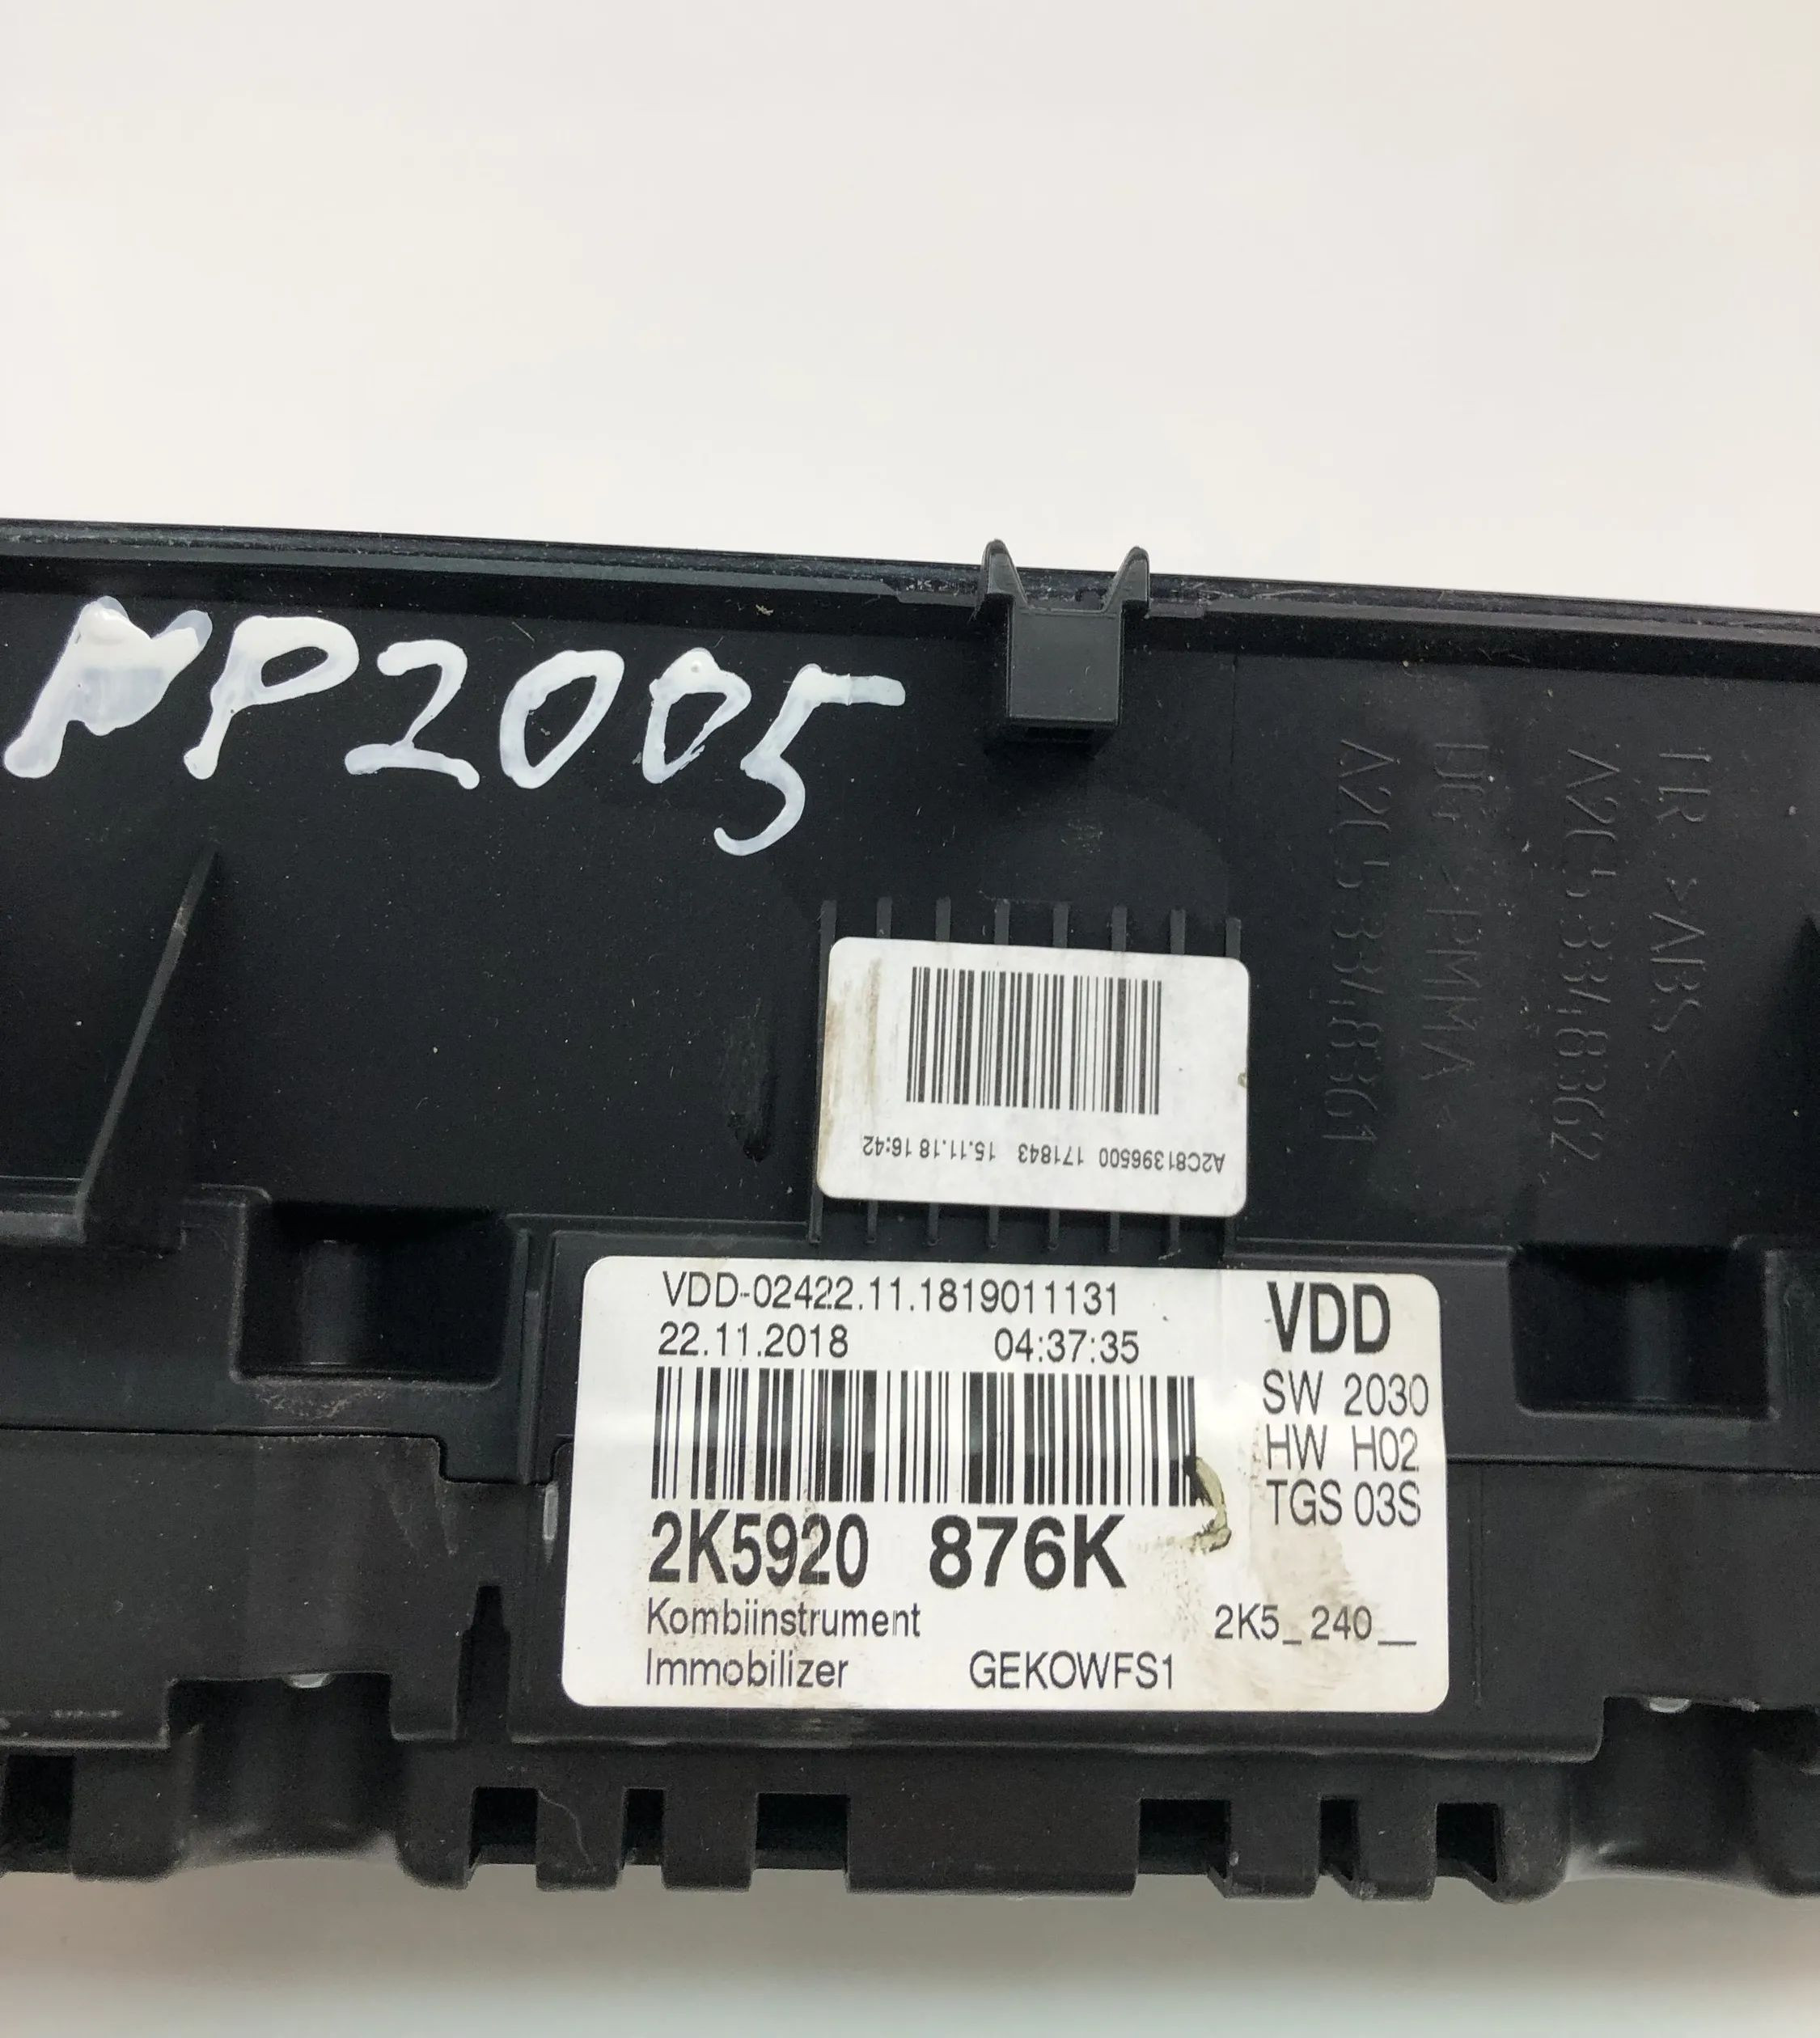 NP2005
TR >ABS<
A2C53348362
DG >PMMA<
A2C53348361
A2C81396500 171843 15.11.18 16:42
VDD-02422.11.1819011131
22.11.2018 04:37:35
VDD
SW 2030
HW H02
TGS 03S
2K5920 876K
Kombiinstrument 2K5_240__
Immobilizer GEKOWFS1